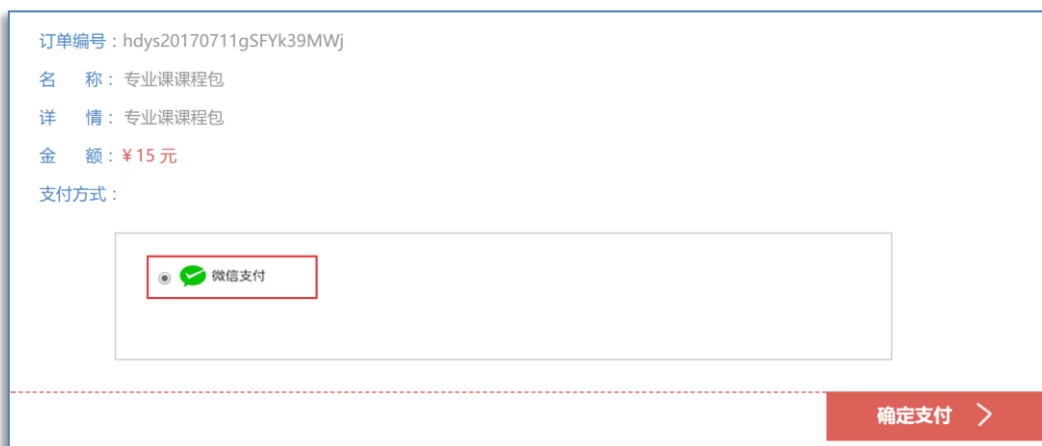 订单编号：hdys20170711gSFYk39MWj
名 称：专业课课程包
详 情：专业课课程包
金 额：¥15 元
支付方式：
微信支付
确定支付